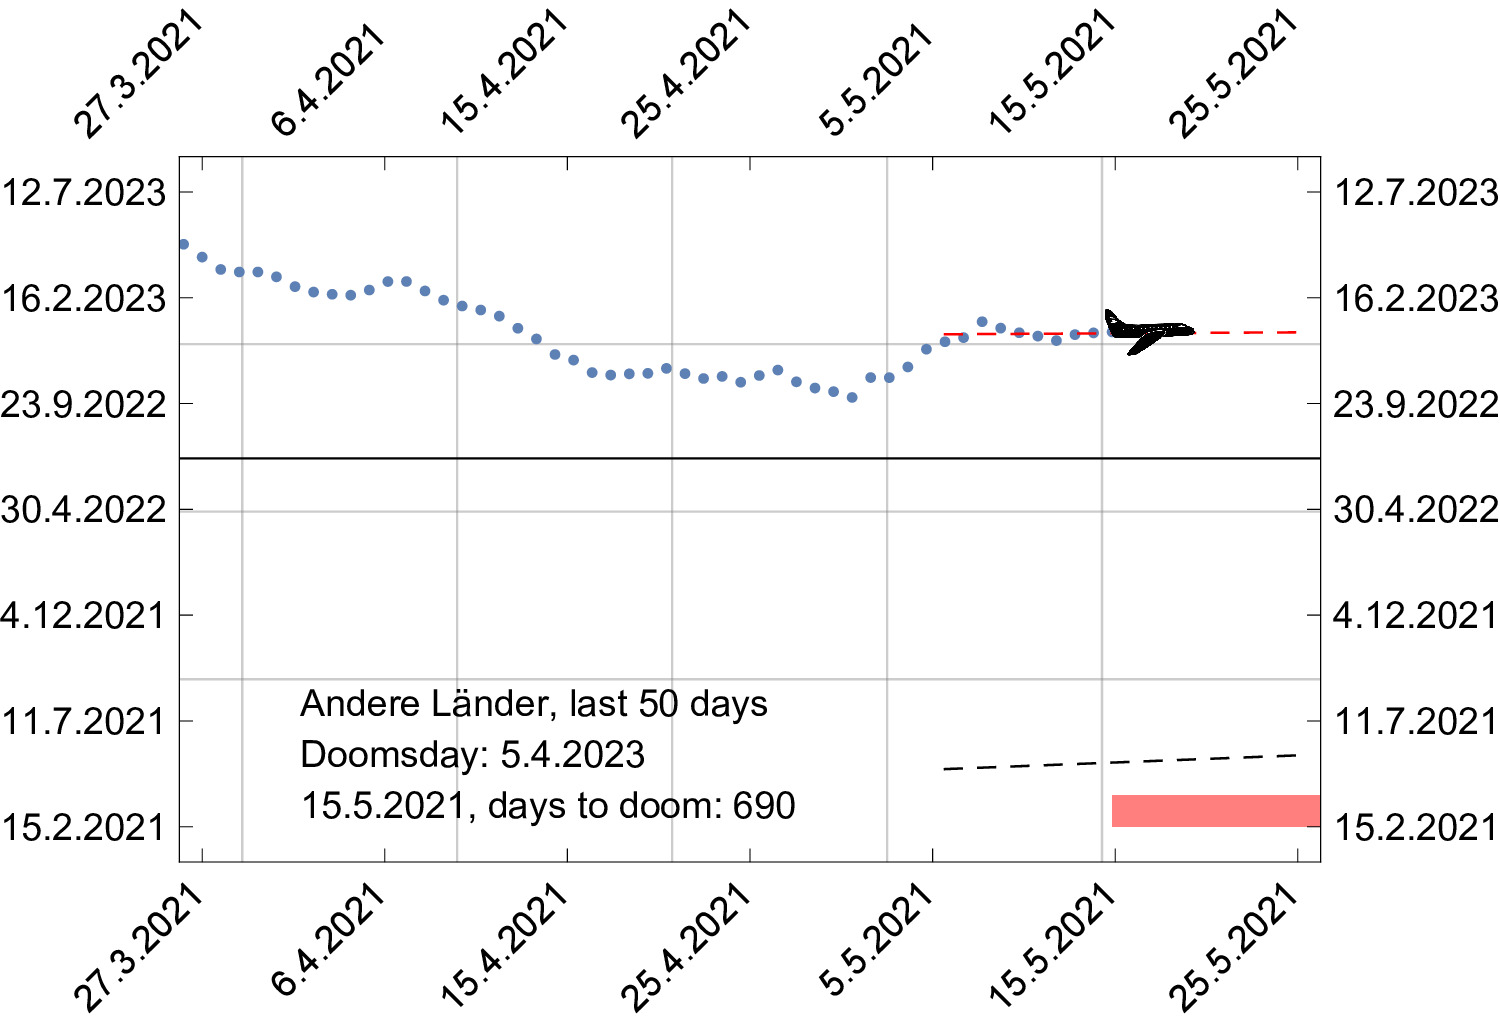 27.3.2021 6.4.2021 15.4.2021 25.4.2021 5.5.2021 15.5.2021 25.5.2021
12.7.2023 12.7.2023
16.2.2023 16.2.2023
23.9.2022 23.9.2022
30.4.2022 30.4.2022
4.12.2021 4.12.2021
Andere Länder, last 50 days
11.7.2021 11.7.2021
Doomsday: 5.4.2023
15.5.2021, days to doom: 690
15.2.2021 15.2.2021
27.3.2021 6.4.2021 15.4.2021 25.4.2021 5.5.2021 15.5.2021 25.5.2021